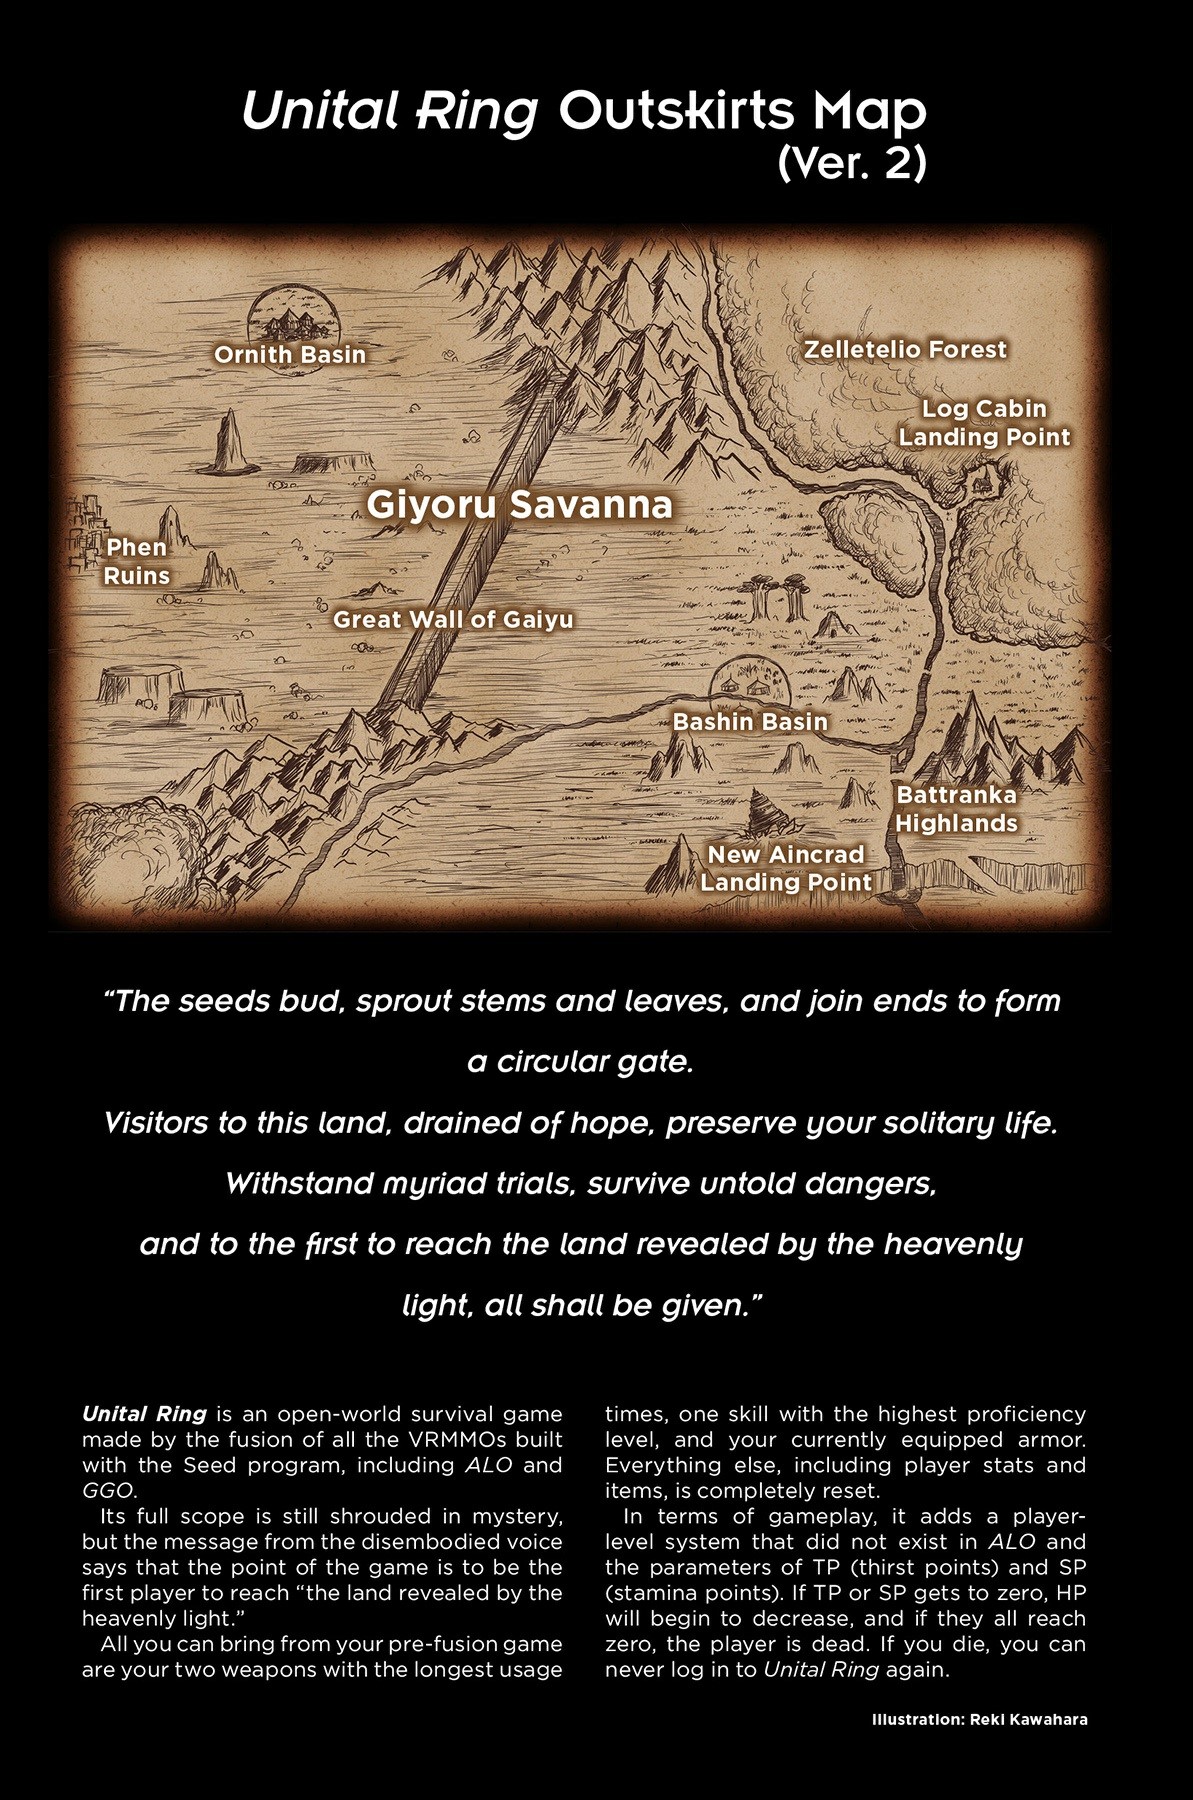 Unital Ring Outskirts Map
(Ver. 2)
Ornith Basin
Zelletelio Forest
Log Cabin
Landing Point
Giyoru Savanna
Phen
Ruins
Great Wall of Gaiyu
Bashin Basin
Battranka
Highlands
New Aincrad
Landing Point
“The seeds bud, sprout stems and leaves, and join ends to form
a circular gate.
Visitors to this land, drained of hope, preserve your solitary life.
Withstand myriad trials, survive untold dangers,
and to the first to reach the land revealed by the heavenly
light, all shall be given.”
Unital Ring is an open-world survival game
made by the fusion of all the VRMMOs built
with the Seed program, including ALO and
GGO.
Its full scope is still shrouded in mystery,
but the message from the disembodied voice
says that the point of the game is to be the
first player to reach “the land revealed by the
heavenly light.”
All you can bring from your pre-fusion game
are your two weapons with the longest usage
times, one skill with the highest proficiency
level, and your currently equipped armor.
Everything else, including player stats and
items, is completely reset.
In terms of gameplay, it adds a player-
level system that did not exist in ALO and
the parameters of TP (thirst points) and SP
(stamina points). If TP or SP gets to zero, HP
will begin to decrease, and if they all reach
zero, the player is dead. If you die, you can
never log in to Unital Ring again.
Illustration: Reki Kawahara